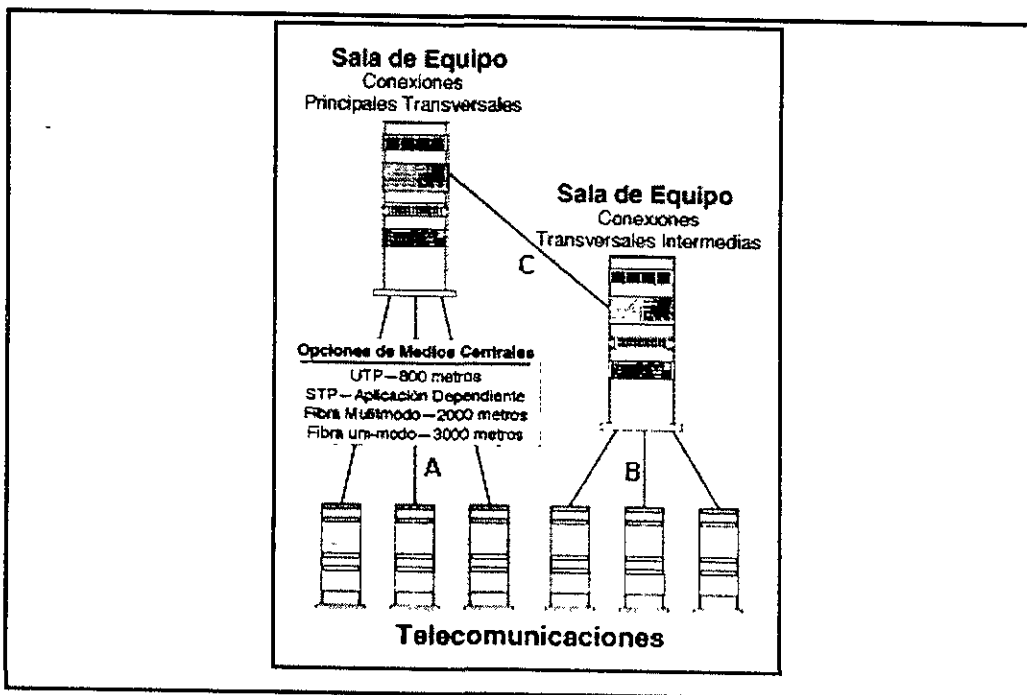 Sala de Equipo
Conexiones
Principales Transversales
Sala de Equipo
Conexiones
Transversales Intermedias
C
Opciones de Medios Centrales
UTP—800 metros
STP—Aplicación Dependiente
Fibra Multimodo—2000 metros
Fibra uni-modo—3000 metros
A
B
Telecomunicaciones